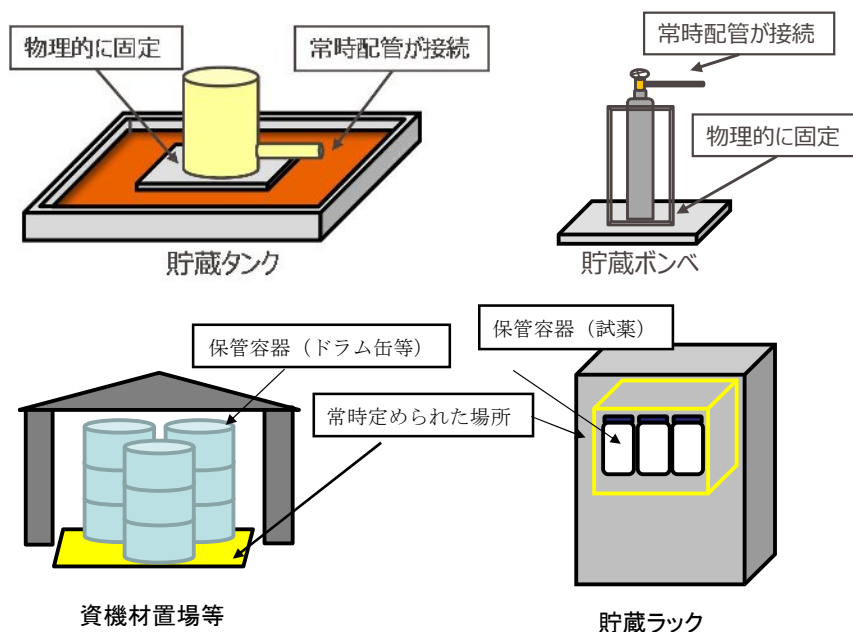 物理的に固定
常時配管が接続
貯蔵タンク
常時配管が接続
物理的に固定
貯蔵ボンベ
保管容器（ドラム缶等）
保管容器（試薬）
常時定められた場所
資機材置場等
貯蔵ラック